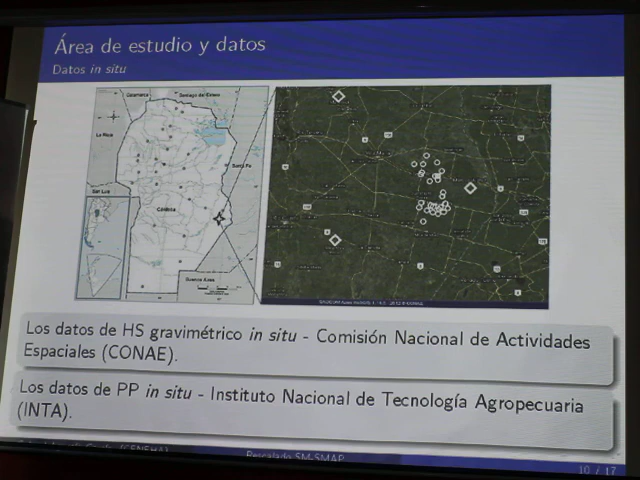 Área de estudio y datos
Datos in situ
Catamarca
Santiago del Estero
La Rioja
Santa Fe
San Luis
Córdoba
Buenos Aires
Los datos de HS gravimétrico in situ - Comisión Nacional de Actividades
Espaciales (CONAE).
Los datos de PP in situ - Instituto Nacional de Tecnología Agropecuaria
(INTA).
Rescalado SM-SMAP
10 / 17